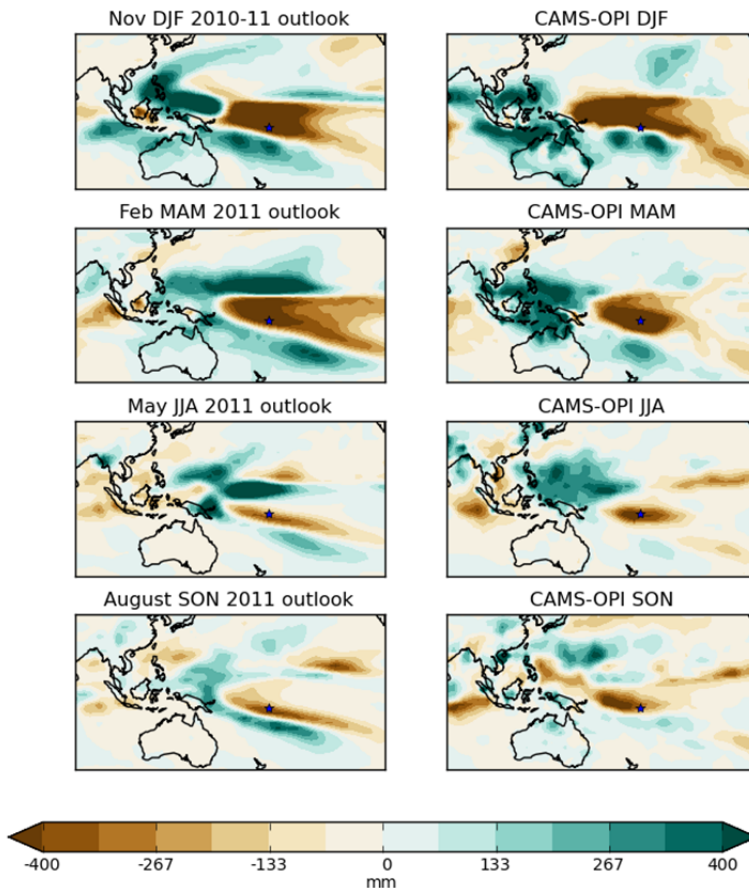 Nov DJF 2010-11 outlook
CAMS-OPI DJF
Feb MAM 2011 outlook
CAMS-OPI MAM
May JJA 2011 outlook
CAMS-OPI JJA
August SON 2011 outlook
CAMS-OPI SON
-400 -267 -133 0 133 267 400
mm